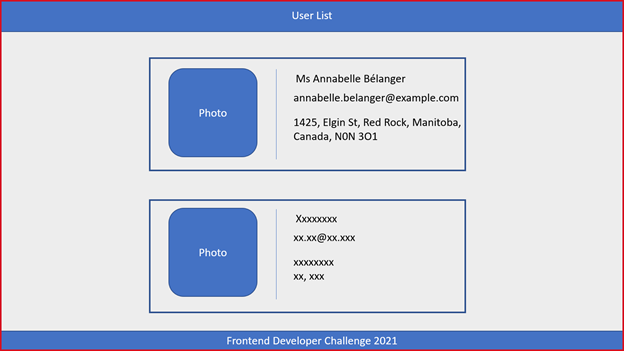 User List
Photo
Ms Annabelle Bélanger
annabelle.belanger@example.com
1425, Elgin St, Red Rock, Manitoba,
Canada, N0N 3O1
Photo
Xxxxxxxx
xx.xx@xx.xxx
xxxxxxxx
xx, xxx
Frontend Developer Challenge 2021